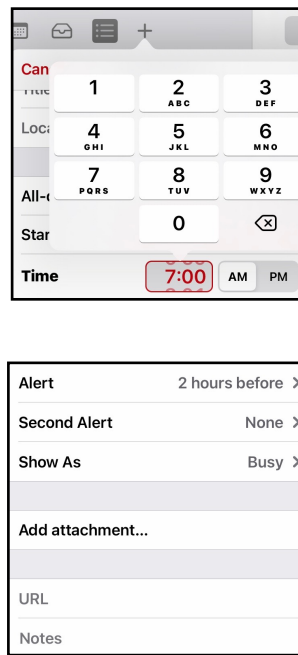 Can
Title
Loca
1
2
ABC
3
DEF
4
GHI
5
JKL
6
MNO
7
PQRS
8
TUV
9
WXYZ
0
All-d
Star
Time 7:00 AM PM
Alert 2 hours before
Second Alert None
Show As Busy
Add attachment...
URL
Notes